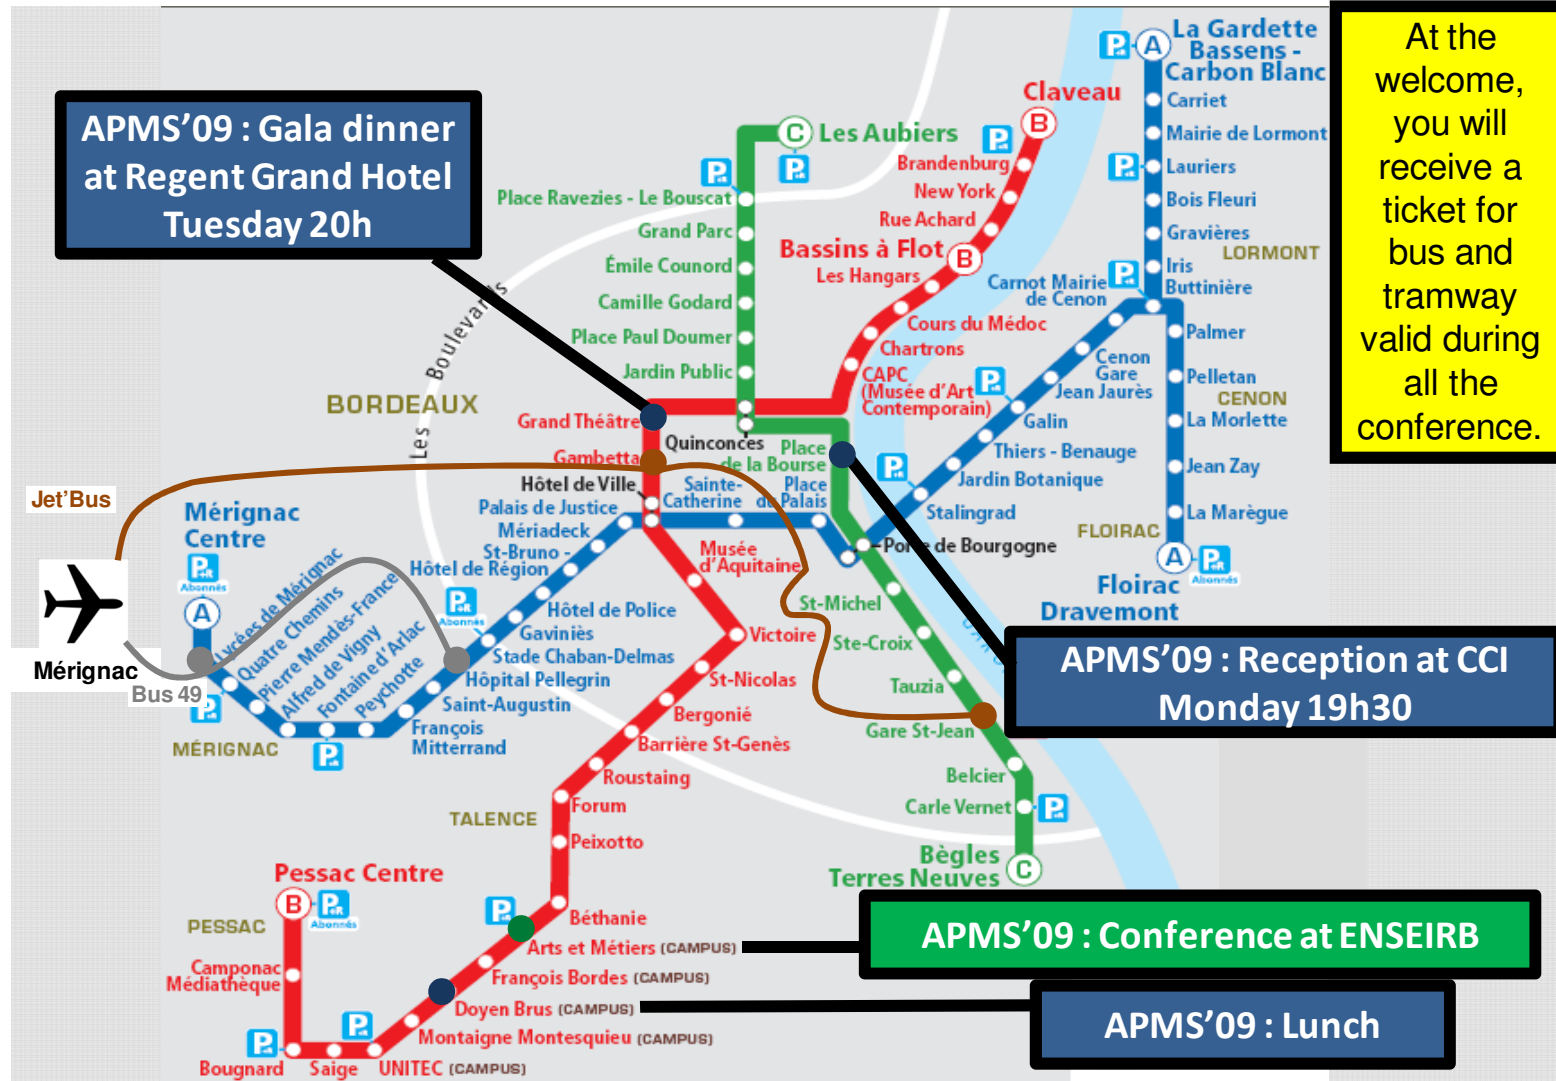 At the
welcome,
you will
receive a
ticket for
bus and
tramway
valid during
all the
conference.
APMS’09 : Gala dinner
at Regent Grand Hotel
Tuesday 20h
A
La Gardette
Bassens -
Carbon Blanc
Carriet
Mairie de Lormont
Lauriers
Bois Fleuri
Gravières
LORMONT
Iris
Buttinière
Carnot Mairie
de Cenon
Palmer
Pelletan
CENON
La Morlette
Jean Zay
La Marègue
FLOIRAC
A
P+R
Abonnés
Floirac
Dravemont
Cenon
Gare
Jean Jaurès
Galin
Thiers - Benauge
Jardin Botanique
Stalingrad
Porte de Bourgogne
Claveau
B
Brandenburg
New York
Rue Achard
Bassins à Flot
B
Les Hangars
Cours du Médoc
Chartrons
CAPC
(Musée d’Art
Contemporain)
C
Les Aubiers
Place Ravezies - Le Bouscat
Grand Parc
Émile Counord
Camille Godard
Place Paul Doumer
Jardin Public
Les Boulevards
BORDEAUX
Grand Théâtre
Quinconces
Gambetta
Place
de la Bourse
Hôtel de Ville
Sainte-
Catherine
Place
du Palais
Palais de Justice
Mériadeck
St-Bruno -
Hôtel de Région
Hôtel de Police
Gaviniès
Stade Chaban-Delmas
Hôpital Pellegrin
Saint-Augustin
François
Mitterrand
Peychotte
Fontaine d’Arlac
Alfred de Vigny
Pierre Mendès-France
Quatre Chemins
Lycées de Mérignac
Jet’Bus
Mérignac
Centre
P+R
Abonnés
A
P+R
Abonnés
Mérignac
Bus 49
MÉRIGNAC
Musée
d’Aquitaine
Victoire
St-Nicolas
Bergonié
Barrière St-Genès
Roustaing
Forum
TALENCE
Peixotto
Béthanie
Arts et Métiers (CAMPUS)
François Bordes (CAMPUS)
Doyen Brus (CAMPUS)
Montaigne Montesquieu (CAMPUS)
UNITEC (CAMPUS)
Saige
Bougnard
Camponac
Médiathèque
PESSAC
Pessac Centre
B
P+R
Abonnés
St-Michel
Ste-Croix
Tauzia
Gare St-Jean
Belcier
Carle Vernet
Bègles
Terres Neuves
C
APMS’09 : Reception at CCI
Monday 19h30
APMS’09 : Conference at ENSEIRB
APMS’09 : Lunch